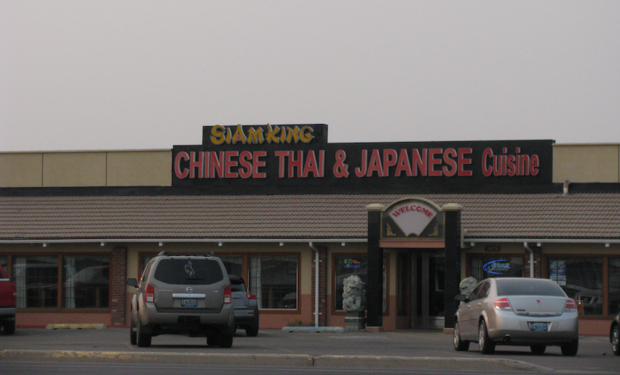 SIAM KING
CHINESE THAI & JAPANESE Cuisine
WELCOME